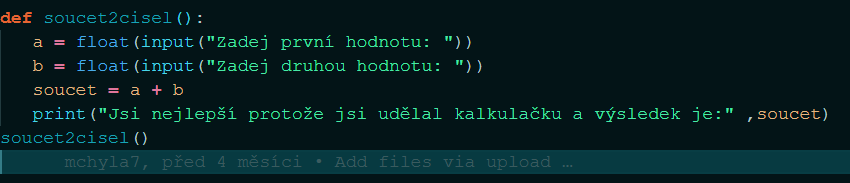 def soucet2cisel():
    a = float(input("Zadej první hodnotu: "))
    b = float(input("Zadej druhou hodnotu: "))
    soucet = a + b
    print("Jsi nejlepší protože jsi udělal kalkulačku a výsledek je:" ,soucet)
soucet2cisel()
mchyla7, před 4 měsíci • Add files via upload …